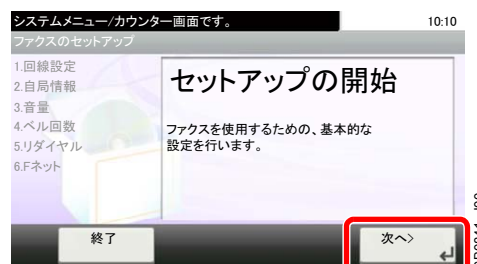 システムメニュー/カウンター画面です。
10:10
ファクスのセットアップ
1.回線設定
2.自局情報
3.音量
4.ベル回数
5.リダイヤル
6.Fネット
セットアップの開始
ファクスを使用するための、基本的な
設定を行います。
終了
次へ>